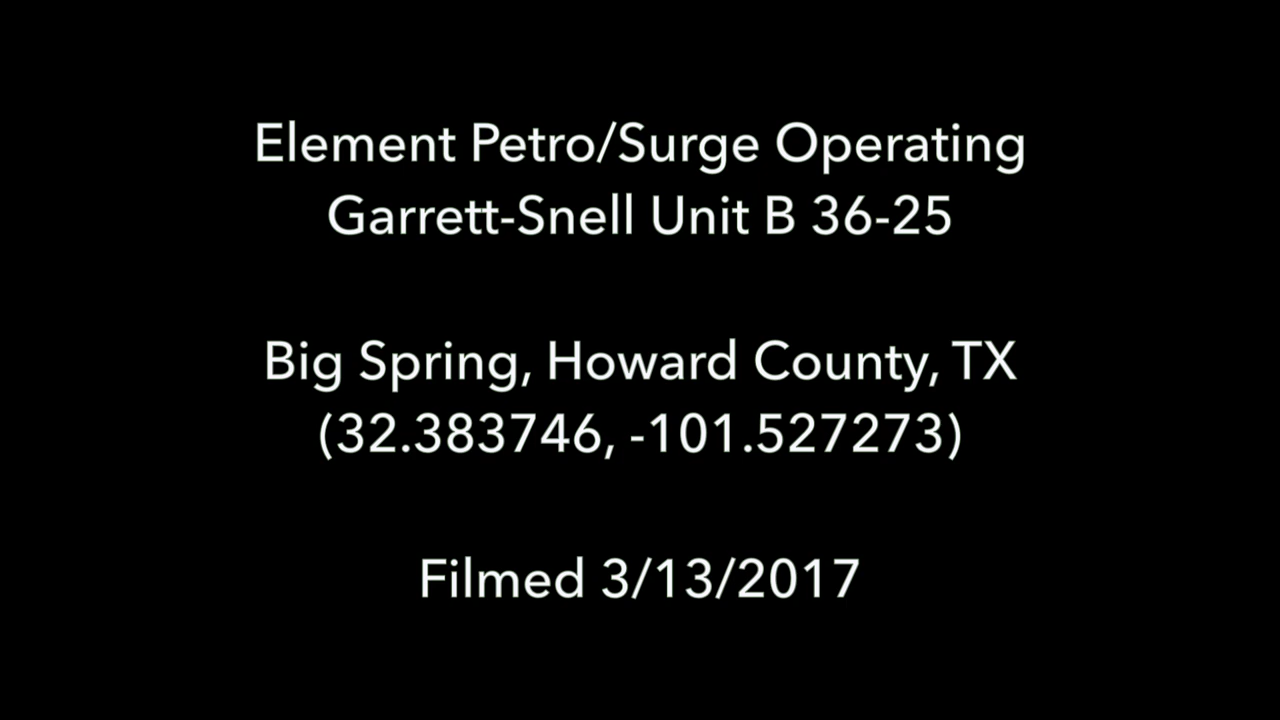 Element Petro/Surge Operating
Garrett-Snell Unit B 36-25
Big Spring, Howard County, TX
(32.383746, -101.527273)
Filmed 3/13/2017